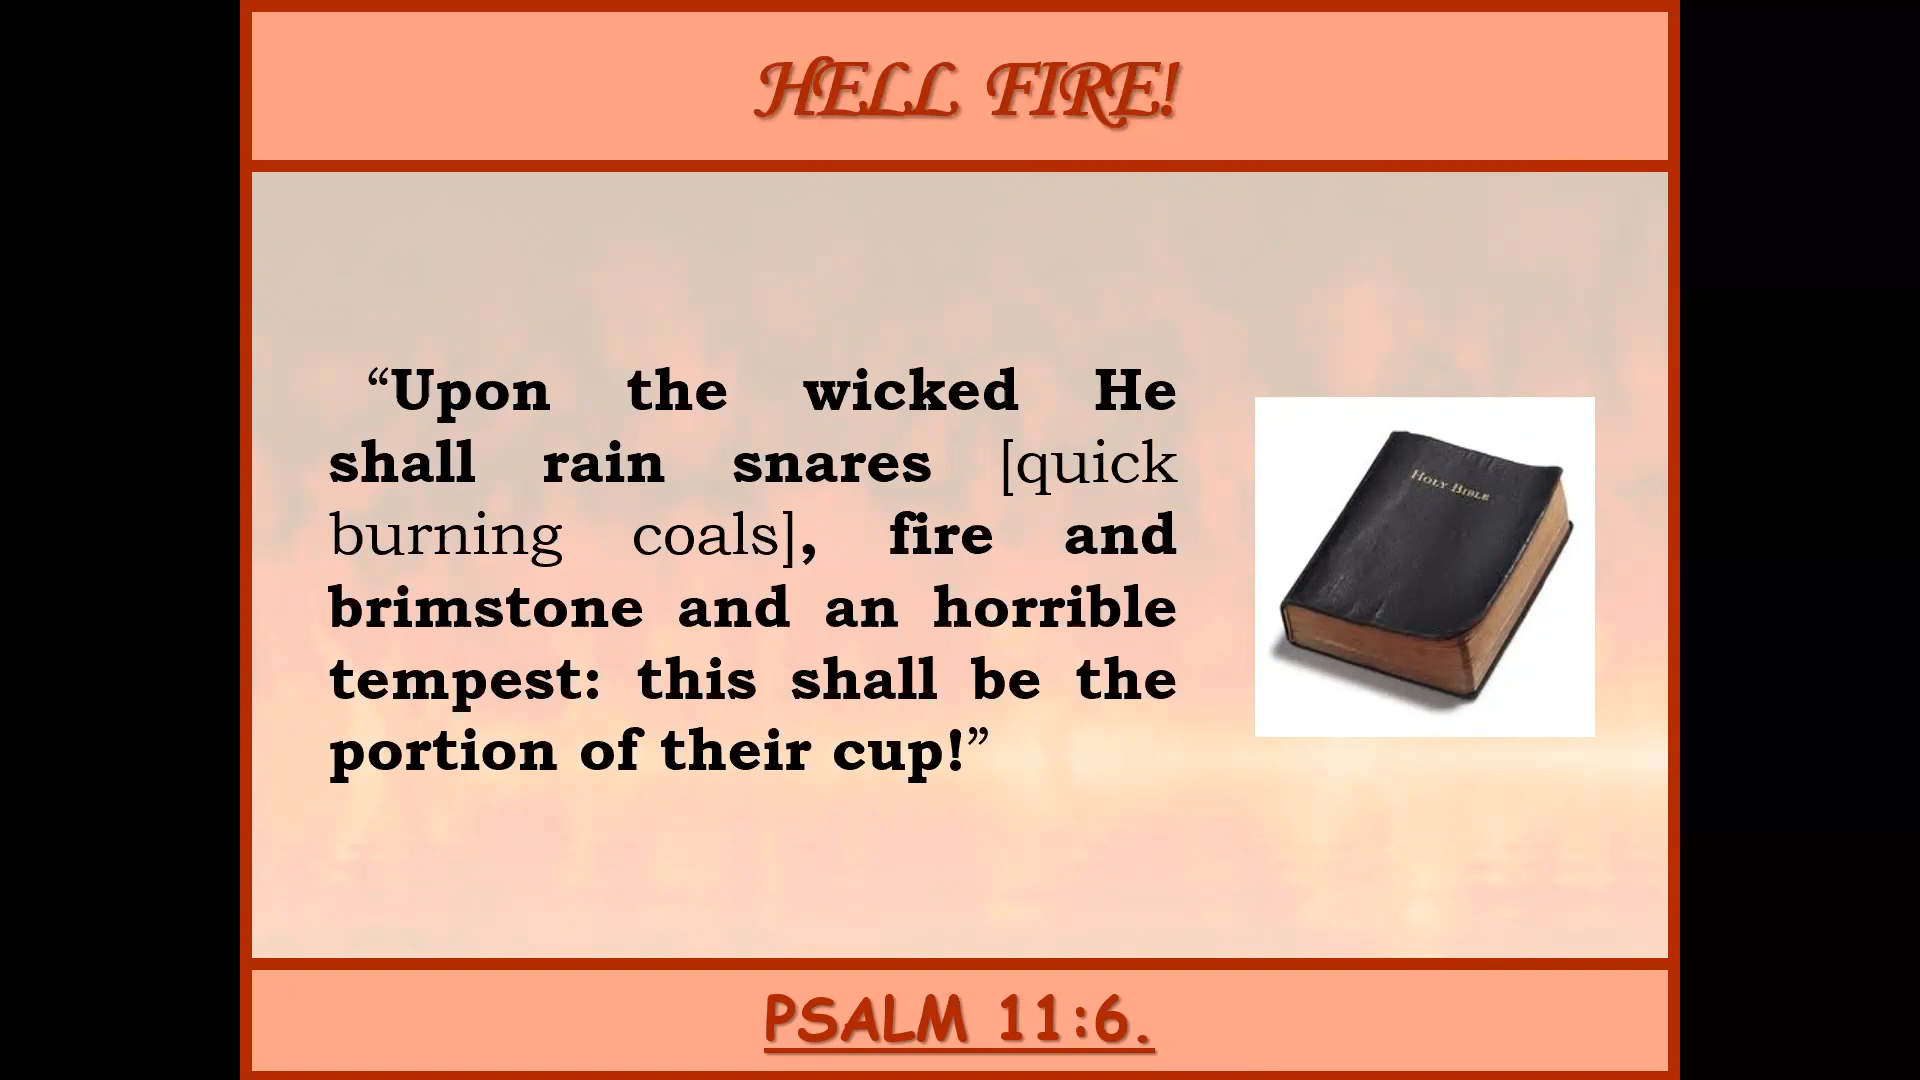 HELL FIRE!
“Upon the wicked He
shall rain snares [quick
burning coals], fire and
brimstone and an horrible
tempest: this shall be the
portion of their cup!”
HOLY BIBLE
PSALM 11:6.